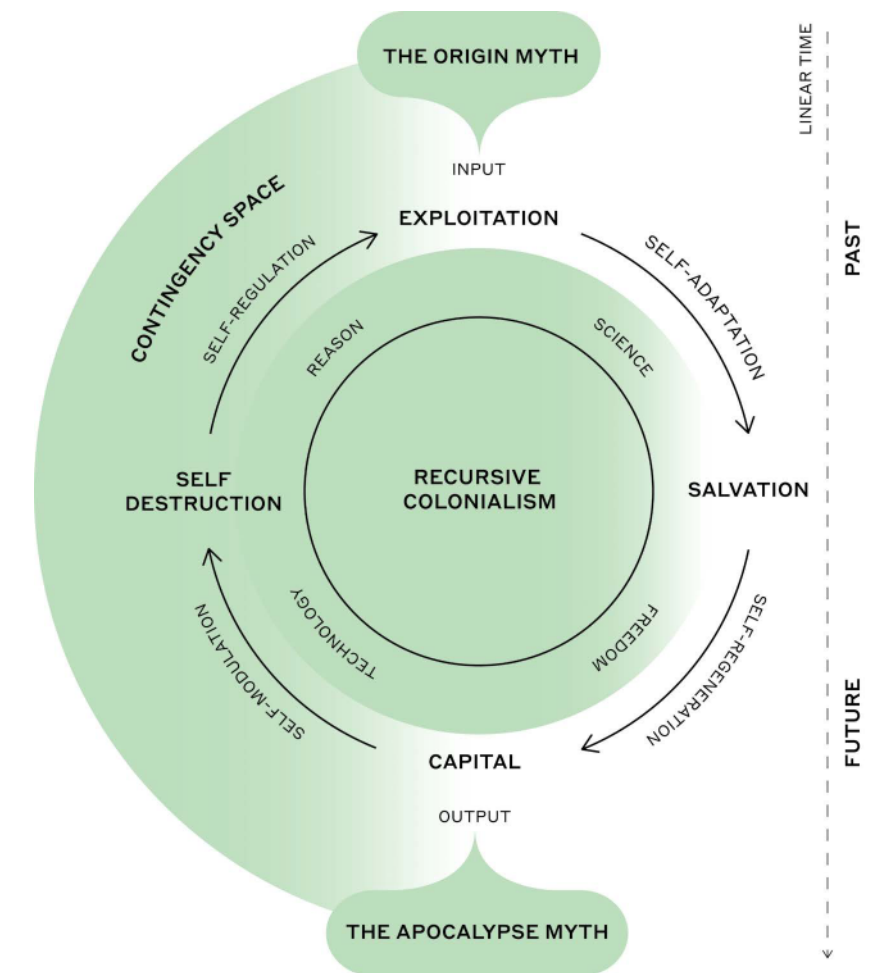 THE ORIGIN MYTH
LINEAR TIME
INPUT
EXPLOITATION
CONTINGENCY SPACE
SELF-REGULATION
SELF-ADAPTATION
PAST
REASON
SCIENCE
SELF
DESTRUCTION
RECURSIVE
COLONIALISM
SALVATION
TECHNOLOGY
FREEDOM
SELF-MODULATION
SELF-REGENERATION
FUTURE
CAPITAL
OUTPUT
THE APOCALYPSE MYTH